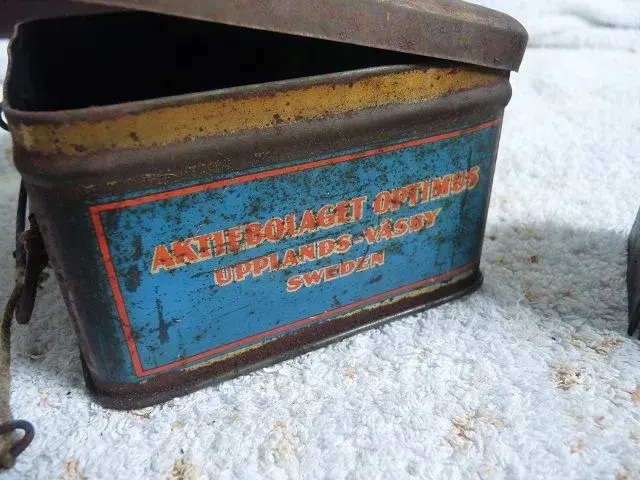 AKTIEBOLAGET OPTIMUS
UPPLANDS-VÄSBY
SWEDEN